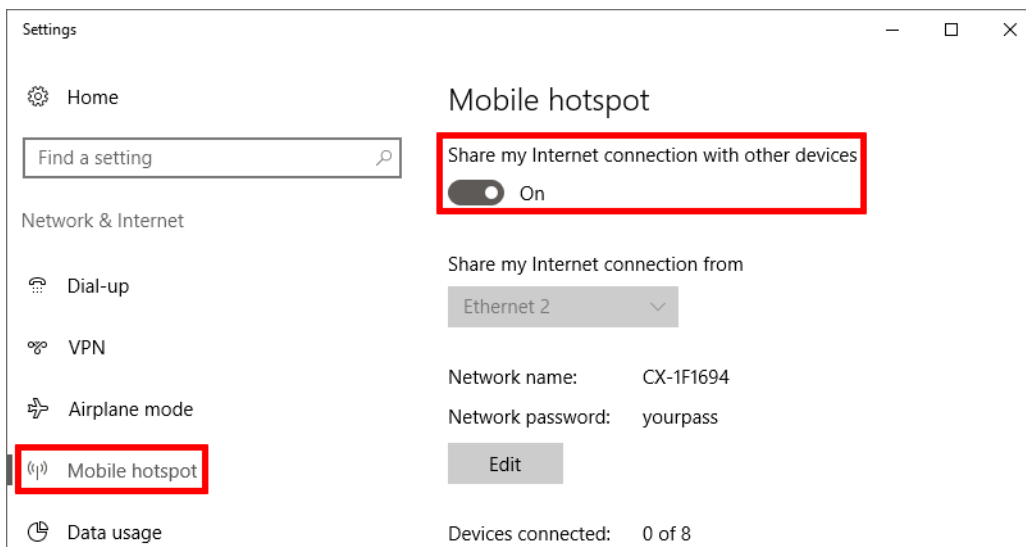 Settings
Home
Find a setting
Network & Internet
Dial-up
VPN
Airplane mode
Mobile hotspot
Data usage
Mobile hotspot
Share my Internet connection with other devices
On
Share my Internet connection from
Ethernet 2
Network name: CX-1F1694
Network password: yourpass
Edit
Devices connected: 0 of 8